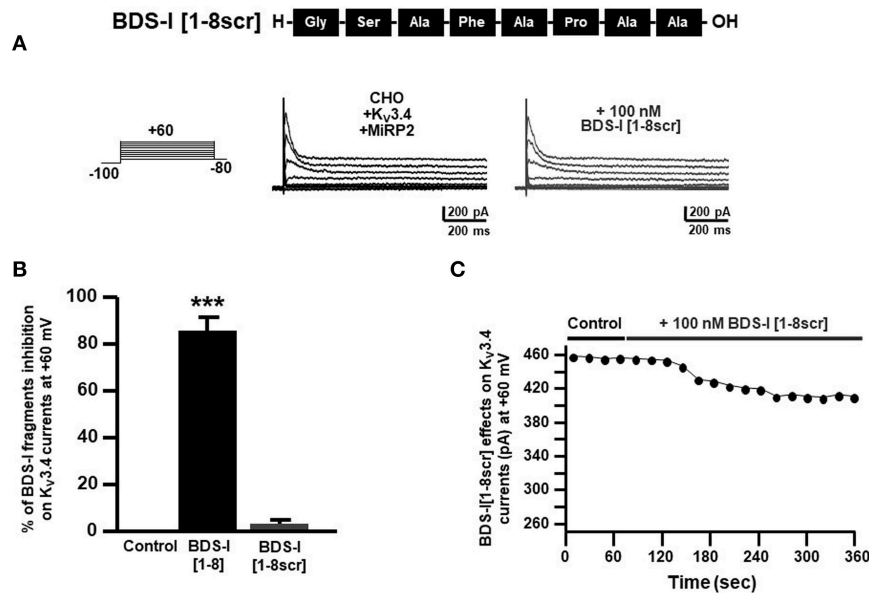 BDS-I [1-8scr] H- Gly Ser Ala Phe Ala Pro Ala Ala OH
A
+60
-100
-80
CHO
+KV3.4
+MiRP2
+ 100 nM
BDS-I [1-8scr]
200 pA
200 ms
200 pA
200 ms
B
% of BDS-I fragments inhibition
on KV3.4 currents at +60 mV
100
80
60
40
20
0
Control
BDS-I
[1-8]
BDS-I
[1-8scr]
***
C
Control
+ 100 nM BDS-I [1-8scr]
BDS-I[1-8scr] effects on KV3.4
currents (pA) at +60 mV
460
420
460
380
340
300
260
0 60 120 180 240 300 360
Time (sec)